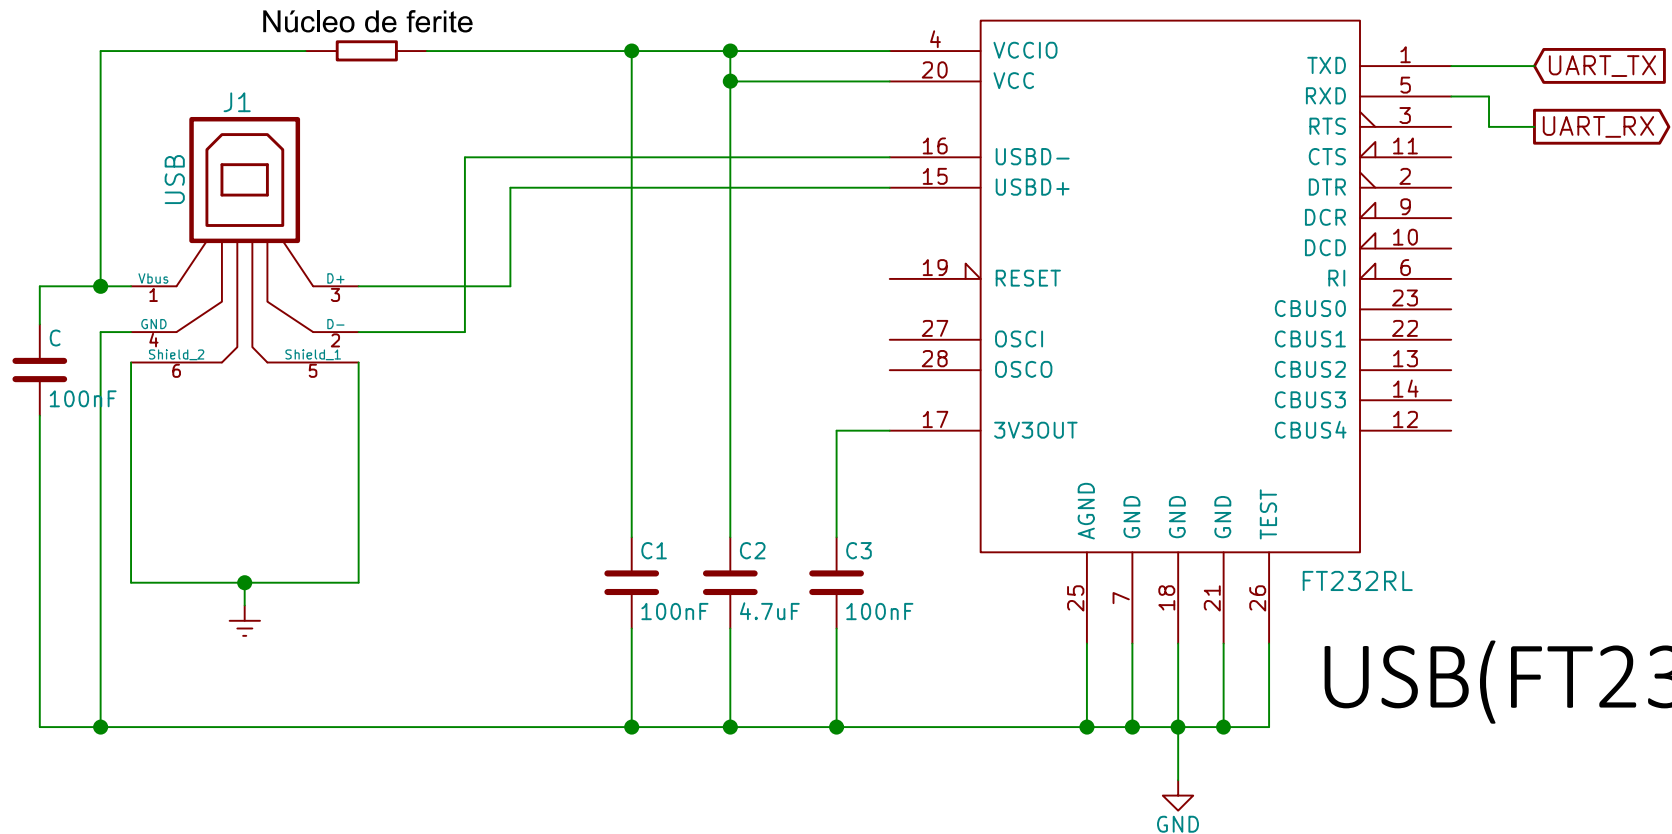 Núcleo de ferite
J1
USB
Vbus
1
GND
4
Shield_2
6
D+
3
D-
2
Shield_1
5
C
100nF
C1
100nF
C2
4.7uF
C3
100nF
4 VCCIO
20 VCC
16 USBD-
15 USBD+
19 RESET
27 OSCI
28 OSCO
17 3V3OUT
TXD 1
RXD 5
RTS 3
CTS 11
DTR 2
DCR 9
DCD 10
RI 6
CBUS0 23
CBUS1 22
CBUS2 13
CBUS3 14
CBUS4 12
UART_TX
UART_RX
AGND 25
GND 7
GND 18
GND 21
TEST 26
FT232RL
USB(FT23
GND